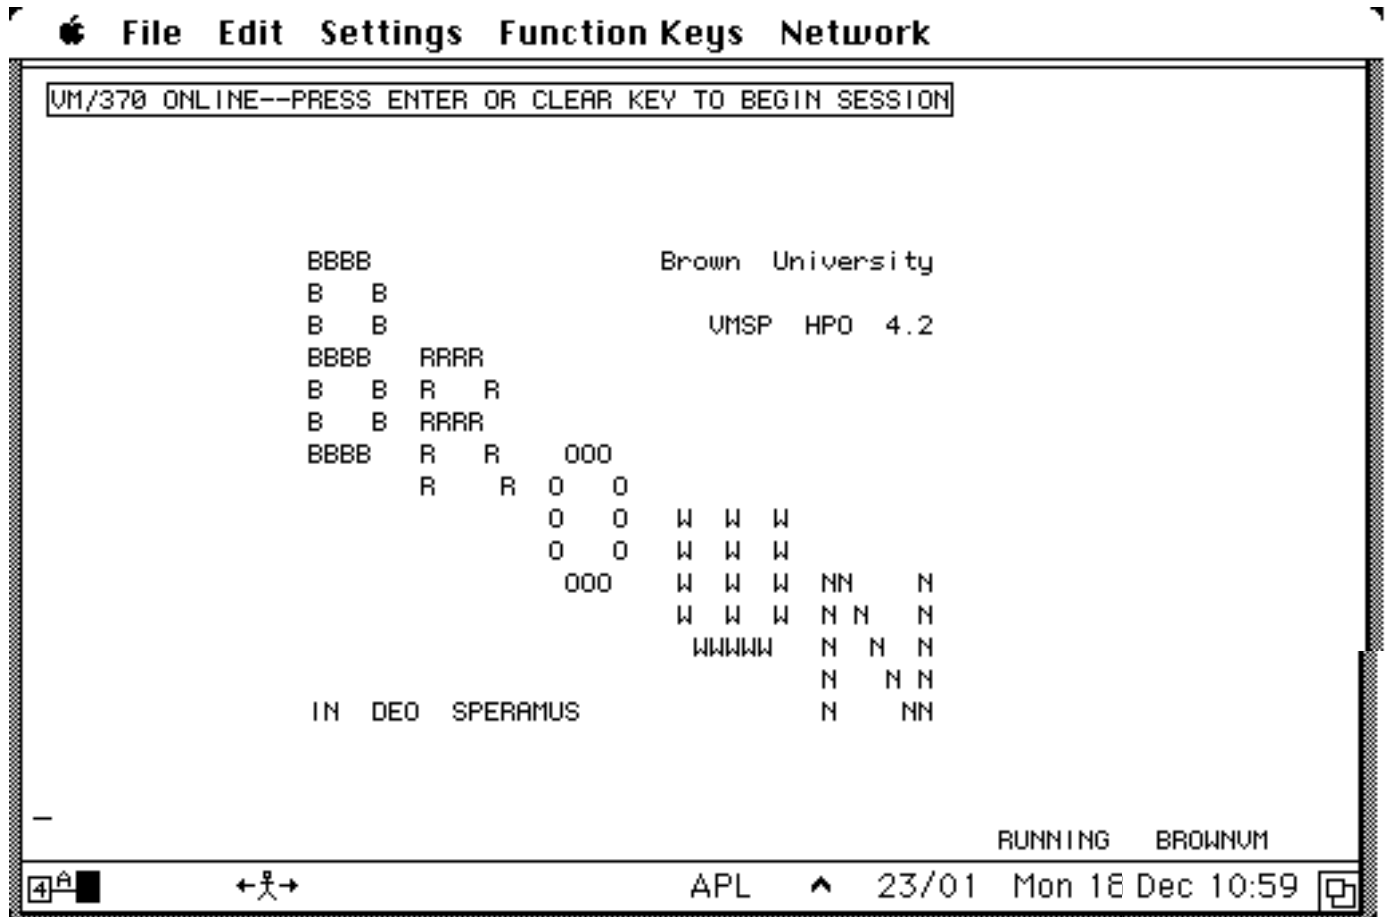 File Edit Settings Function Keys Network
VM/370 ONLINE--PRESS ENTER OR CLEAR KEY TO BEGIN SESSION
BBBB Brown University
B B
B B VMSP HPO 4.2
BBBB RRRR
B B R R
B B RRRR
BBBB R R OOO
R R O O
O O W W W
O O W W W
OOO W W W NN N
W W W N N N
WWWWW N N N
N N N
IN DEO SPERAMUS N NN
RUNNING BROWNVM
4 A APL 23/01 Mon 18 Dec 10:59